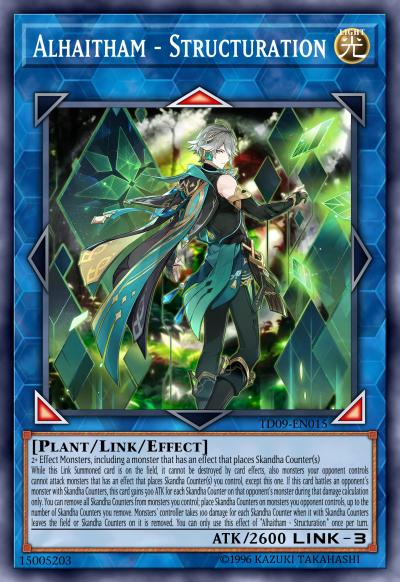 ALHAITHAM - STRUCTURATION
LIGHT
光
TD09-EN015
[PLANT/LINK/EFFECT]
2+ Effect Monsters, including a monster that has an effect that places Skandha Counter(s)
While this Link Summoned card is on the field, it cannot be destroyed by card effects, also monsters your opponent controls
cannot attack monsters that has an effect that places Skandha Counter(s) you control, except this one. If this card battles an opponent's
monster with Skandha Counters, this card gains 500 ATK for each Skandha Counter on that opponent's monster during that damage calculation
only. You can remove all Skandha Counters from monsters you control; place Skandha Counters on monsters you opponent controls, up to the
number of Skandha Counters you remove. Monsters' controller takes 100 damage for each Skandha Counter when it with Skandha Counters
leaves the field or Skandha Counters on it is removed. You can only use this effect of "Alhaitham - Structuration" once per turn.
ATK/2600 LINK-3
15005203
©1996 KAZUKI TAKAHASHI